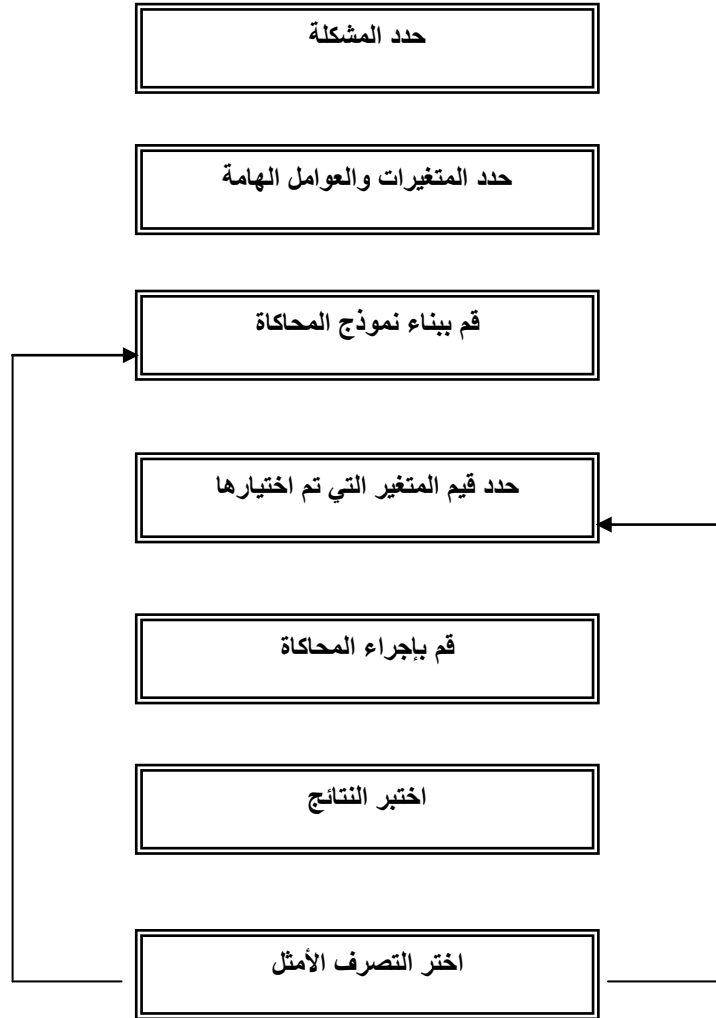 حدد المشكلة
حدد المتغيرات والعوامل الهامة
قم ببناء نموذج المحاكاة
حدد قيم المتغير التي تم اختيارها
قم بإجراء المحاكاة
اختبر النتائج
اختر التصرف الأمثل